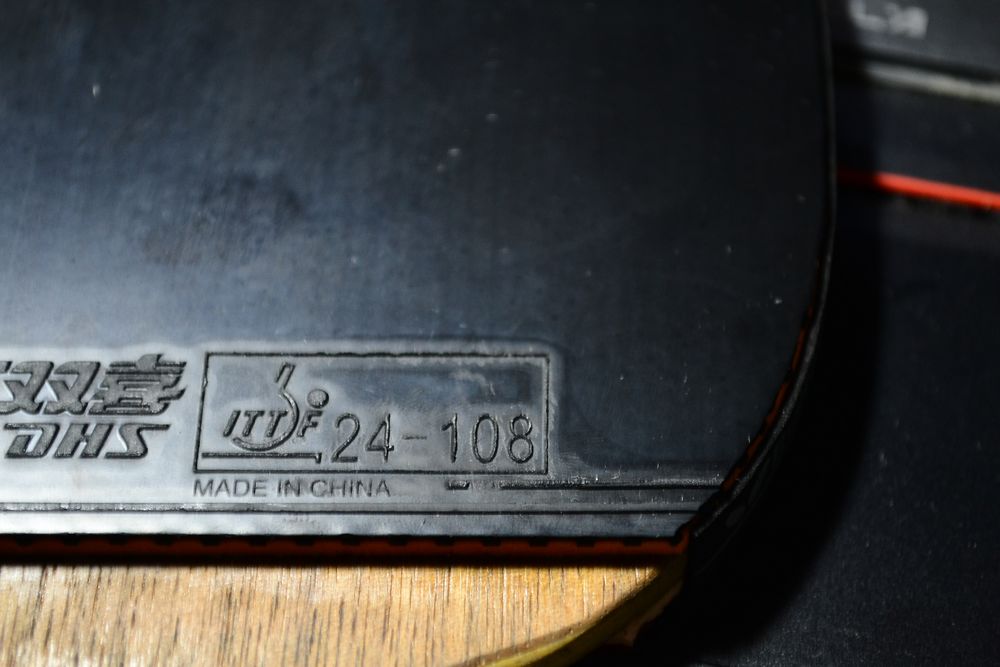 双喜
DHS
ITTF 24-108
MADE IN CHINA